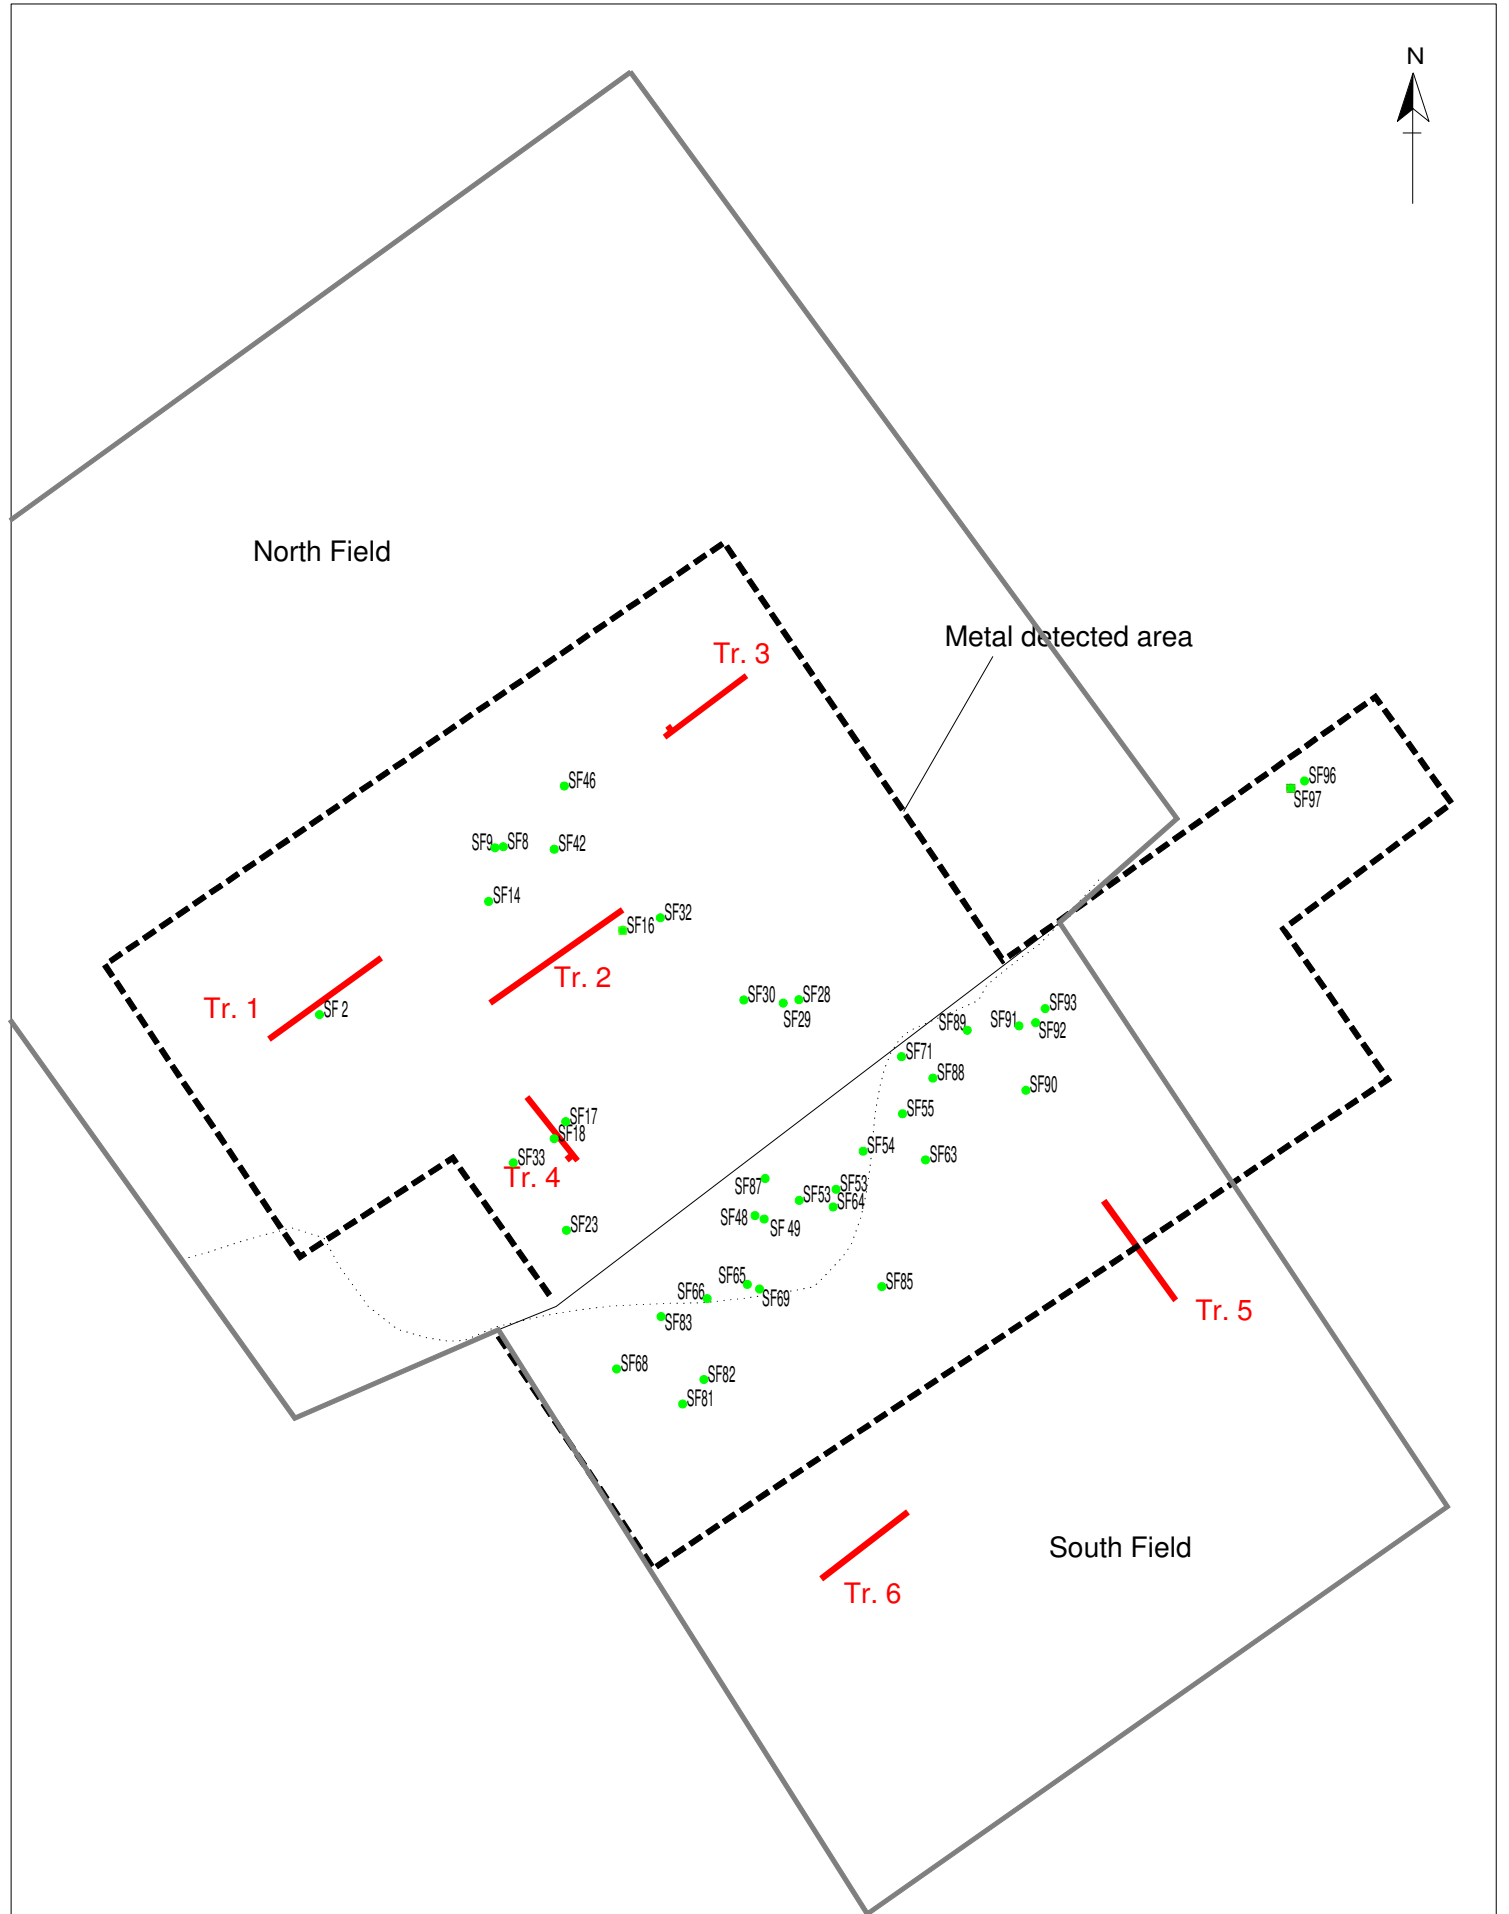 N
North Field
Metal detected area
Tr. 3
SF46
SF96
SF97
SF9
SF8
SF42
SF14
SF16
SF32
Tr. 2
Tr. 1
SF 2
SF30
SF28
SF29
SF93
SF89
SF91
SF92
SF71
SF88
SF90
SF55
SF17
SF18
SF54
SF33
SF63
Tr. 4
SF87
SF53
SF53
SF64
SF48
SF 49
SF23
SF65
SF85
SF66
SF69
SF83
Tr. 5
SF68
SF82
SF81
South Field
Tr. 6